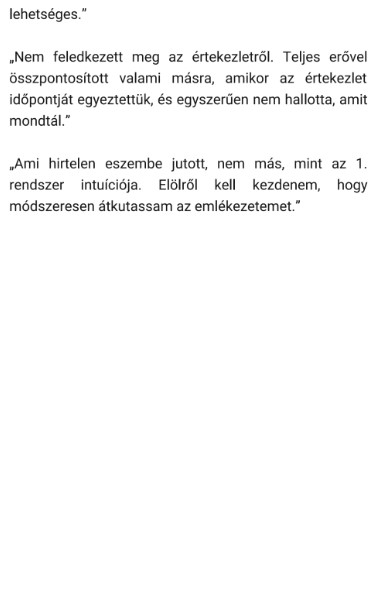 lehetséges.”
„Nem feledkezett meg az értekezletről. Teljes erővel
összpontosított valami másra, amikor az értekezlet
időpontját egyeztettük, és egyszerűen nem hallotta, amit
mondtál.”
„Ami hirtelen eszembe jutott, nem más, mint az 1.
rendszer intuíciója. Elölről kell kezdenem, hogy
módszeresen átkutassam az emlékezetemet.”